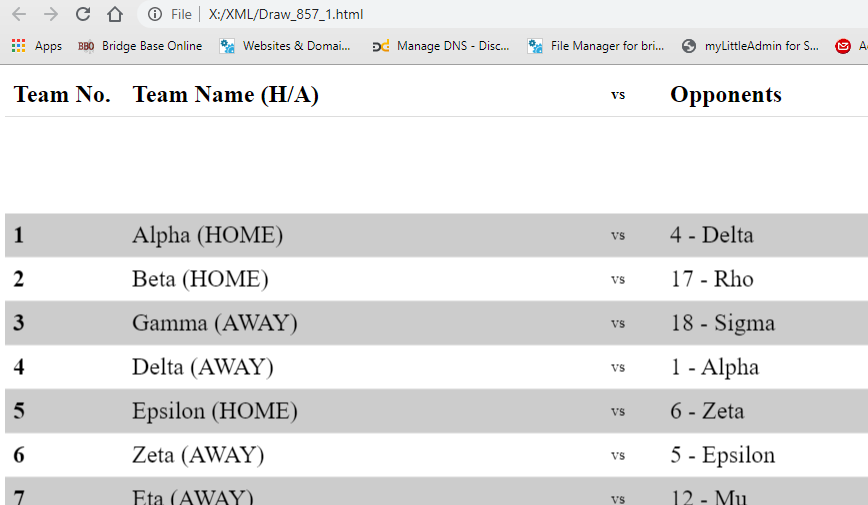 File | X:/XML/Draw_857_1.html
Apps BBO Bridge Base Online Websites & Domai... Manage DNS - Disc... File Manager for bri... myLittleAdmin for S... A
Team No. Team Name (H/A) vs Opponents
1 Alpha (HOME) vs 4 - Delta
2 Beta (HOME) vs 17 - Rho
3 Gamma (AWAY) vs 18 - Sigma
4 Delta (AWAY) vs 1 - Alpha
5 Epsilon (HOME) vs 6 - Zeta
6 Zeta (AWAY) vs 5 - Epsilon
7 Eta (AWAY) vs 12 - Mu